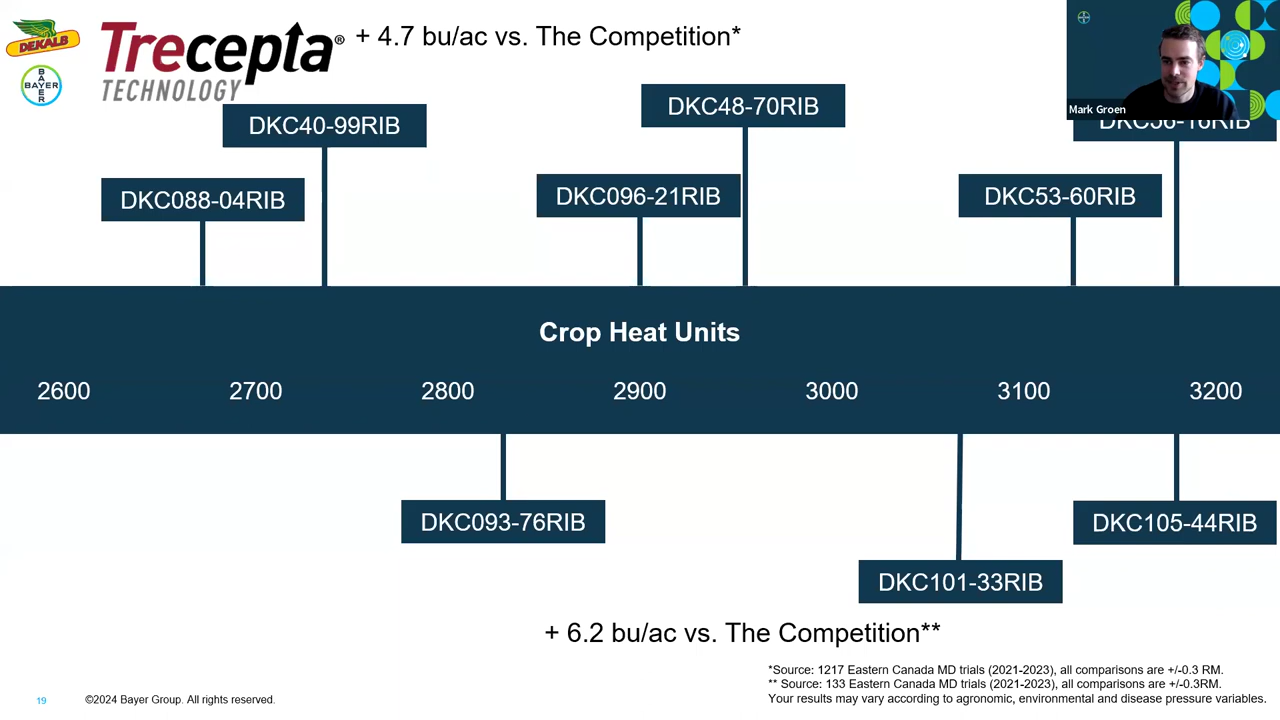 DEKALB
BAYER
BAYER
Trecepta®
TECHNOLOGY
+ 4.7 bu/ac vs. The Competition*
Mark Groen
DKC40-99RIB
DKC48-70RIB
DKC56-16RIB
DKC088-04RIB
DKC096-21RIB
DKC53-60RIB
Crop Heat Units
2600 2700 2800 2900 3000 3100 3200
DKC093-76RIB
DKC105-44RIB
DKC101-33RIB
+ 6.2 bu/ac vs. The Competition**
*Source: 1217 Eastern Canada MD trials (2021-2023), all comparisons are +/-0.3 RM.
** Source: 133 Eastern Canada MD trials (2021-2023), all comparisons are +/-0.3RM.
Your results may vary according to agronomic, environmental and disease pressure variables.
19 ©2024 Bayer Group. All rights reserved.